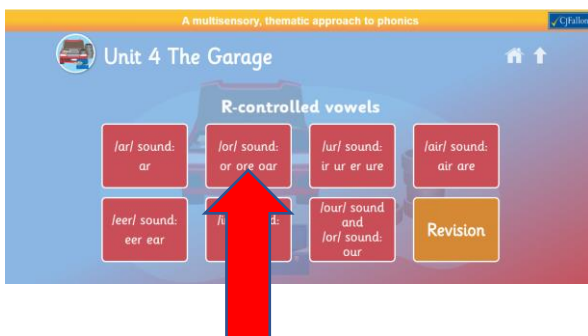 A multisensory, thematic approach to phonics
CJFallon
Unit 4 The Garage
R-controlled vowels
/ar/ sound:
ar
/or/ sound:
or ore oar
/ur/ sound:
ir ur er ure
/air/ sound:
air are
/eer/ sound:
eer ear
/our/ sound
and
/or/ sound:
our
Revision